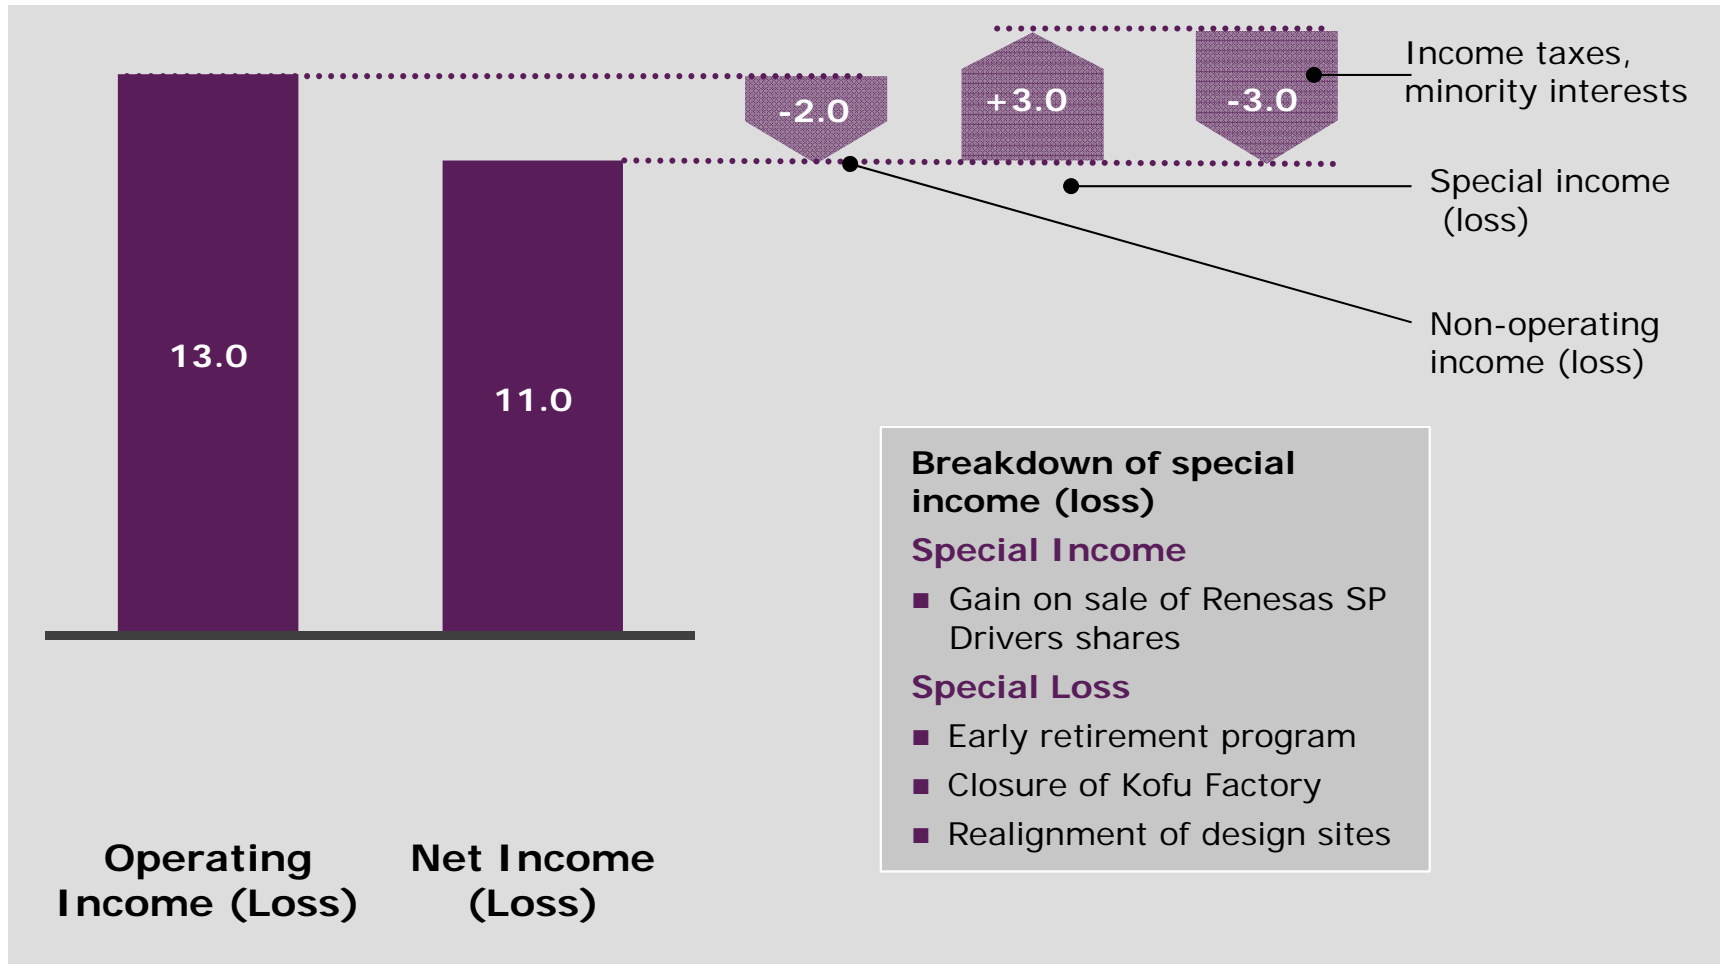 -2.0
+3.0
-3.0
Income taxes,
minority interests
Special income
(loss)
Non-operating
income (loss)
13.0
11.0
Breakdown of special
income (loss)
Special Income
■ Gain on sale of Renesas SP
Drivers shares
Special Loss
■ Early retirement program
■ Closure of Kofu Factory
■ Realignment of design sites
Operating
Income (Loss)
Net Income
(Loss)